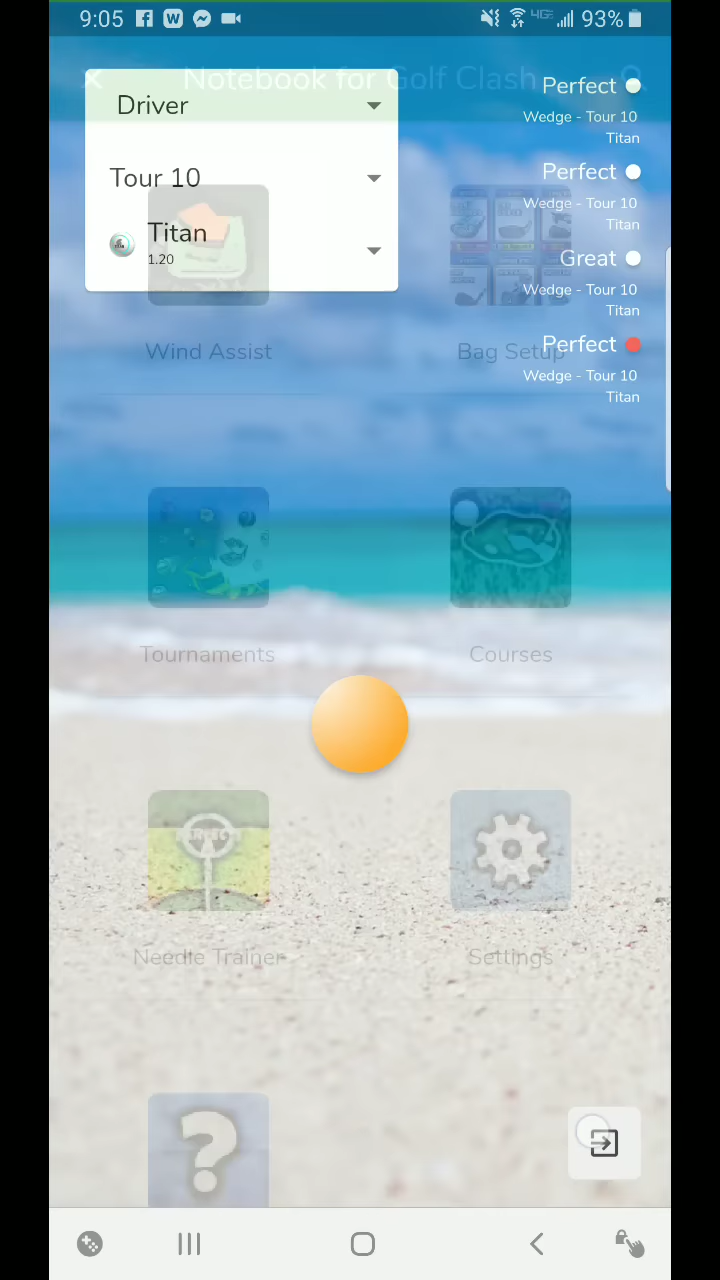 9:05
4GE
93%
Notebook for Golf Clash
Driver
Tour 10
Titan
1.20
Perfect
Wedge - Tour 10
Titan
Perfect
Wedge - Tour 10
Titan
Great
Wedge - Tour 10
Titan
Perfect
Wedge - Tour 10
Titan
Wind Assist
Bag Setup
Tournaments
Courses
Needle Trainer
Settings